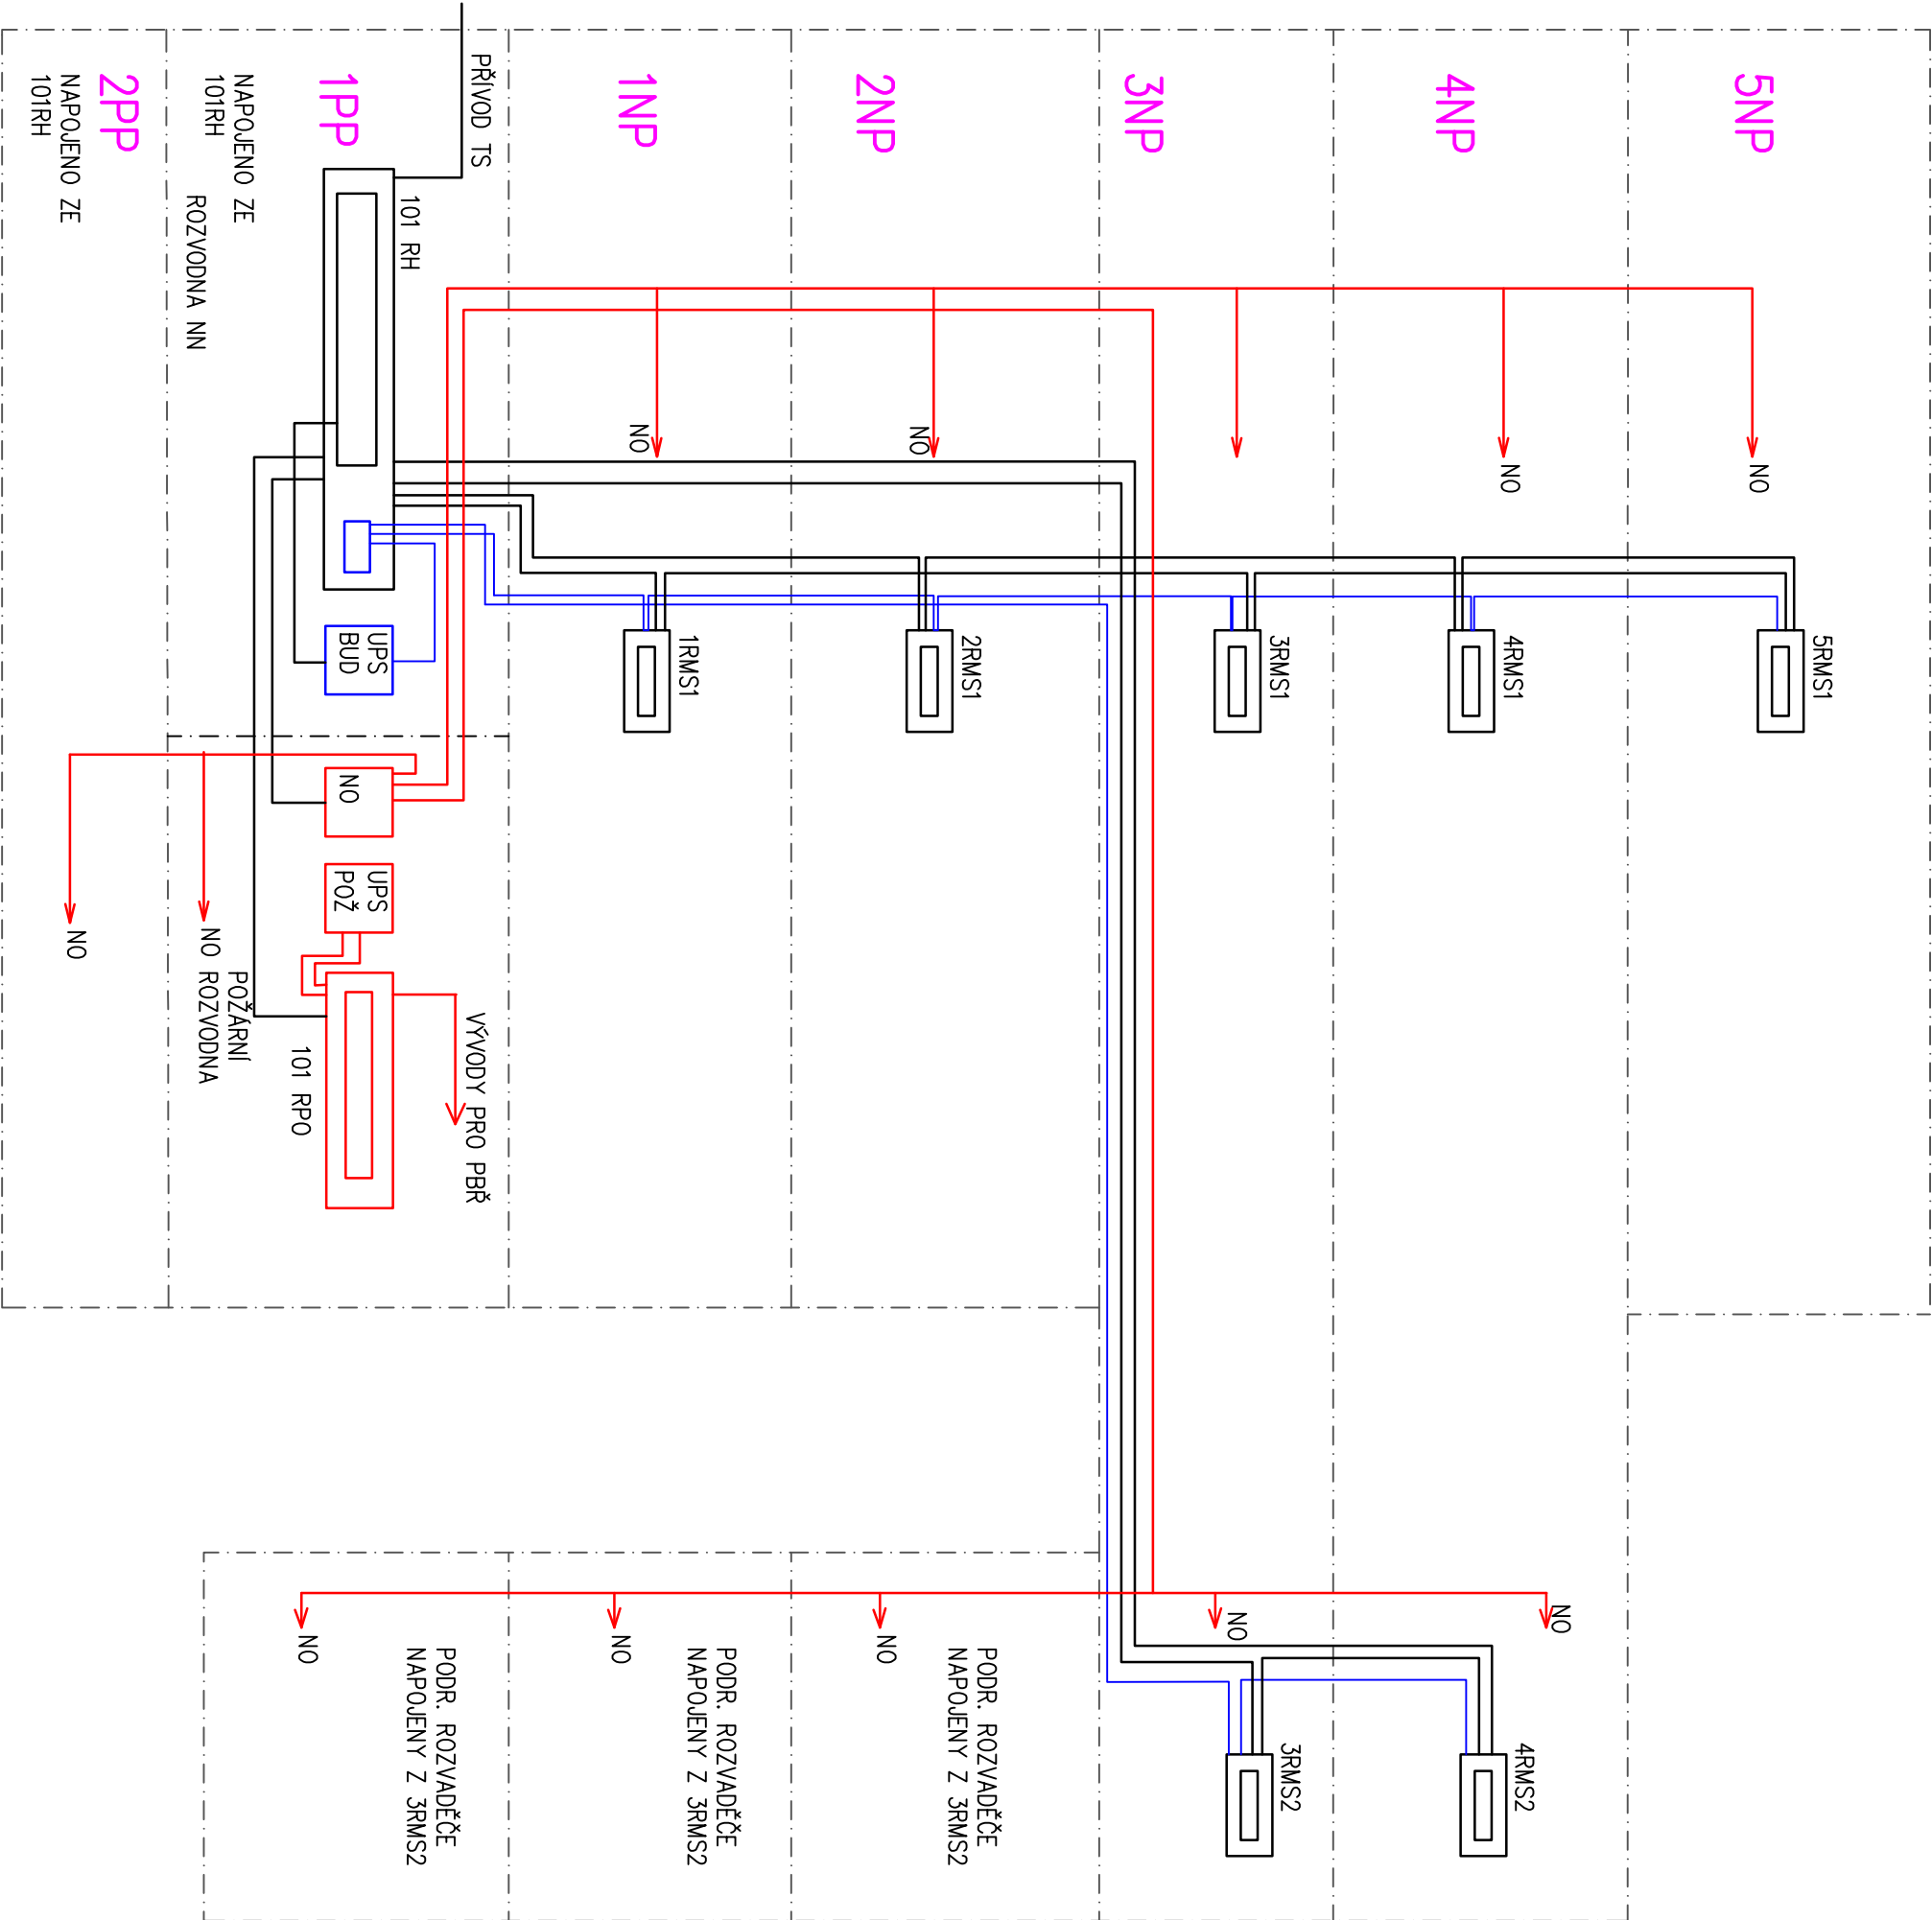 5NP
4NP
3NP
2NP
1NP
1PP
2PP
PŘÍVOD TS
NAPOJENO ZE
101RH
NAPOJENO ZE
101RH
ROZVODNA NN
101 RH
NO
NO
NO
NO
5RMS1
4RMS1
3RMS1
2RMS1
1RMS1
UPS
BUD
NO
UPS
POŽ
NO
NO
POŽÁRNÍ
ROZVODNA
101 RPO
VÝVODY PRO PBŘ
NO
NO
NO
NO
NO
PODR. ROZVADĚČE
NAPOJENY Z 3RMS2
PODR. ROZVADĚČE
NAPOJENY Z 3RMS2
PODR. ROZVADĚČE
NAPOJENY Z 3RMS2
4RMS2
3RMS2